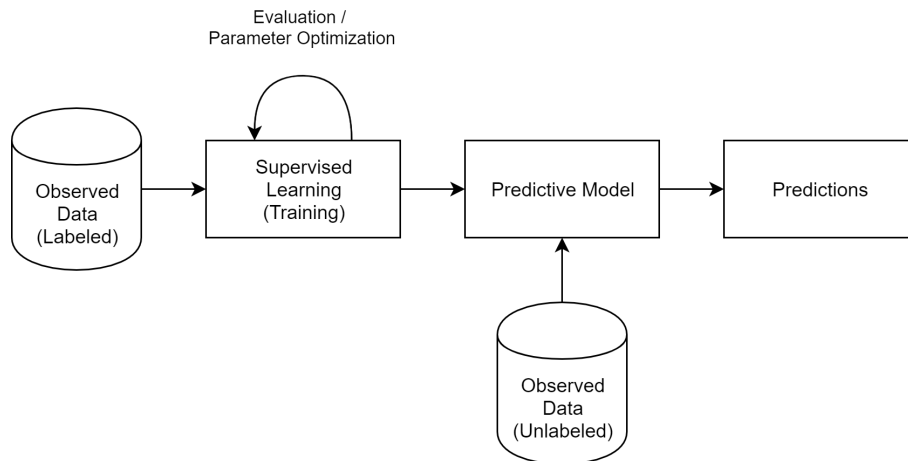 Evaluation /
Parameter Optimization
Observed
Data
(Labeled)
Supervised
Learning
(Training)
Predictive Model
Predictions
Observed
Data
(Unlabeled)